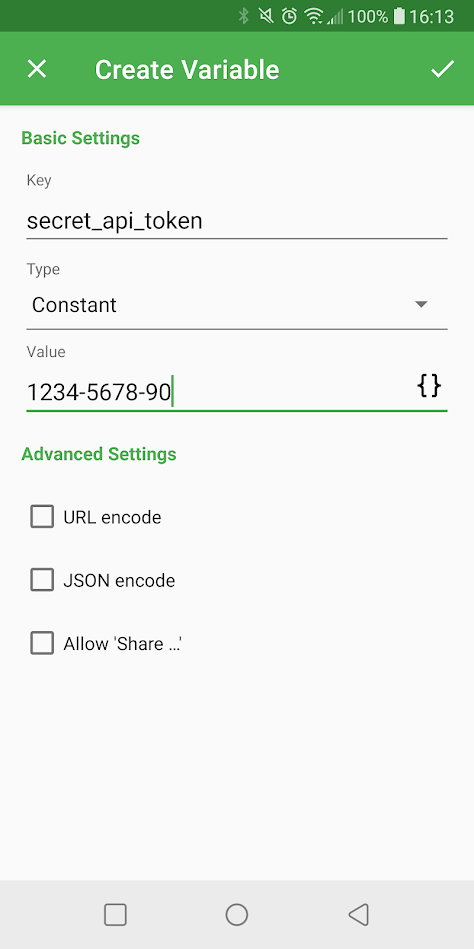 100% 16:13
Create Variable
Basic Settings
Key
secret_api_token
Type
Constant
Value
1234-5678-90
{}
Advanced Settings
URL encode
JSON encode
Allow 'Share ...'